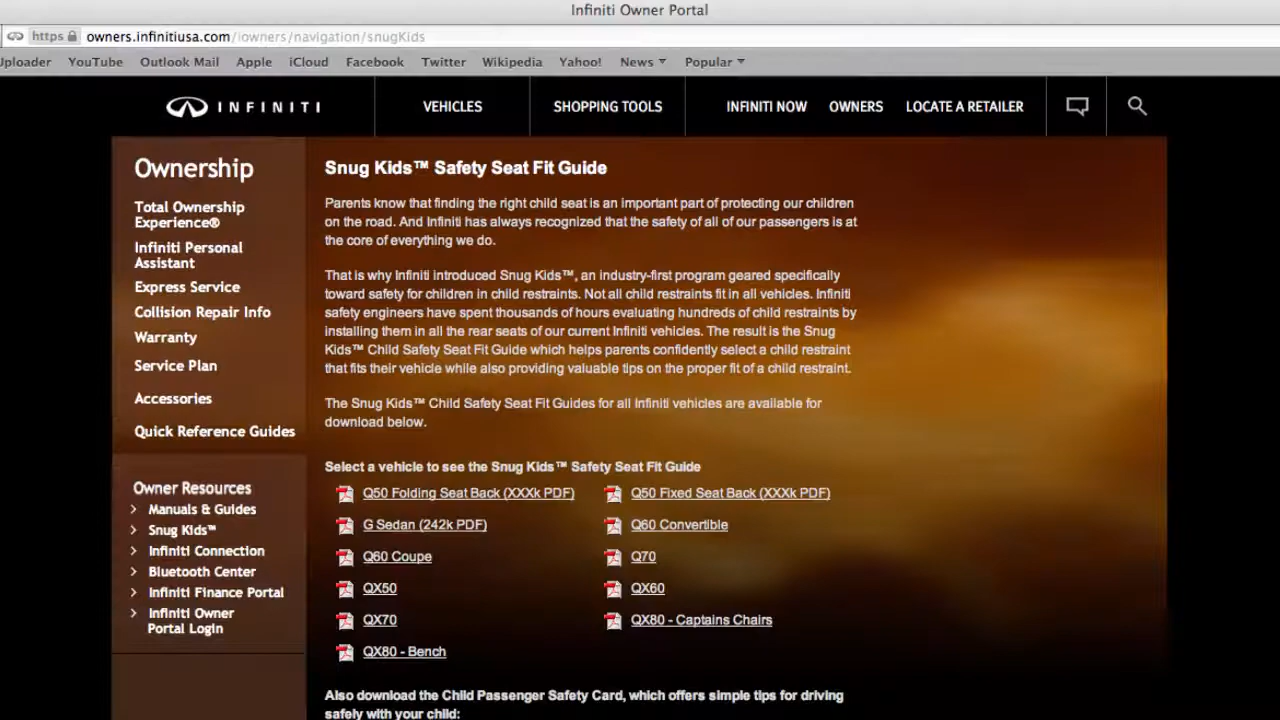 Infiniti Owner Portal
https owners.infinitiusa.com/iowners/navigation/snugKids
Uploader YouTube Outlook Mail Apple iCloud Facebook Twitter Wikipedia Yahoo! News Popular
INFINITI VEHICLES SHOPPING TOOLS INFINITI NOW OWNERS LOCATE A RETAILER
Ownership
Total Ownership
Experience®
Infiniti Personal
Assistant
Express Service
Collision Repair Info
Warranty
Service Plan
Accessories
Quick Reference Guides
Owner Resources
Manuals & Guides
Snug Kids™
Infiniti Connection
Bluetooth Center
Infiniti Finance Portal
Infiniti Owner
Portal Login
Snug Kids™ Safety Seat Fit Guide
Parents know that finding the right child seat is an important part of protecting our children
on the road. And Infiniti has always recognized that the safety of all of our passengers is at
the core of everything we do.
That is why Infiniti introduced Snug Kids™, an industry-first program geared specifically
toward safety for children in child restraints. Not all child restraints fit in all vehicles. Infiniti
safety engineers have spent thousands of hours evaluating hundreds of child restraints by
installing them in all the rear seats of our current Infiniti vehicles. The result is the Snug
Kids™ Child Safety Seat Fit Guide which helps parents confidently select a child restraint
that fits their vehicle while also providing valuable tips on the proper fit of a child restraint.
The Snug Kids™ Child Safety Seat Fit Guides for all Infiniti vehicles are available for
download below.
Select a vehicle to see the Snug Kids™ Safety Seat Fit Guide
Q50 Folding Seat Back (XXXk PDF) Q50 Fixed Seat Back (XXXk PDF)
G Sedan (242k PDF) Q60 Convertible
Q60 Coupe Q70
QX50 QX60
QX70 QX80 - Captains Chairs
QX80 - Bench
Also download the Child Passenger Safety Card, which offers simple tips for driving
safely with your child: